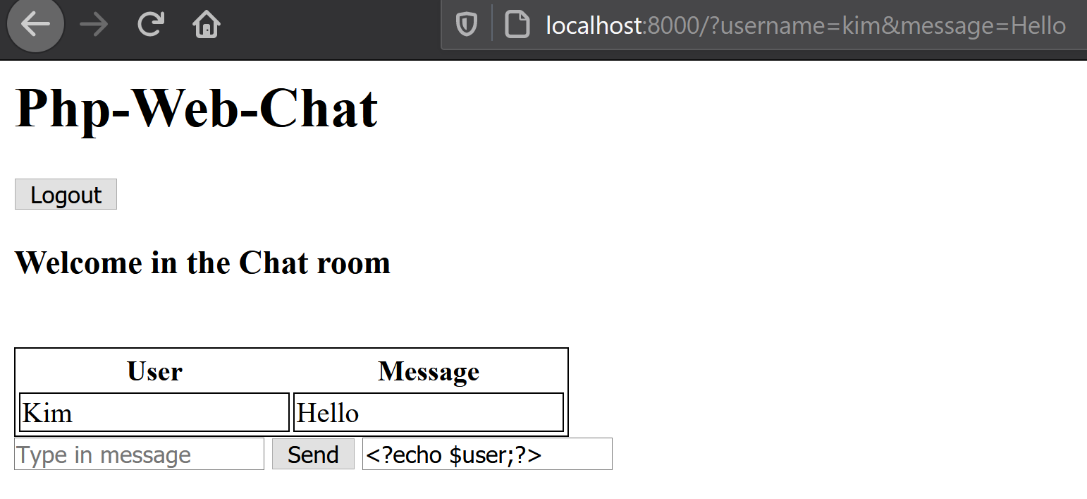 localhost:8000/?username=kim&message=Hello
Php-Web-Chat
Logout
Welcome in the Chat room
User Message
Kim Hello
Type in message Send <?echo $user;?>